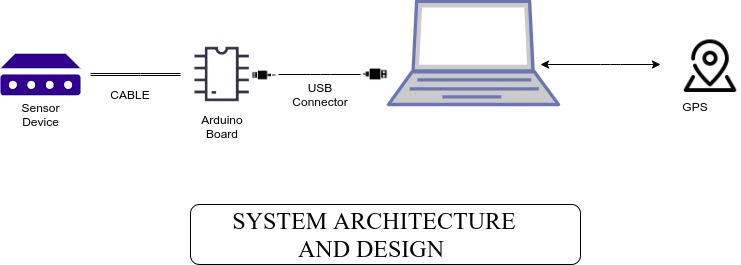 Sensor
Device
CABLE
Arduino
Board
USB
Connector
GPS
SYSTEM ARCHITECTURE
AND DESIGN